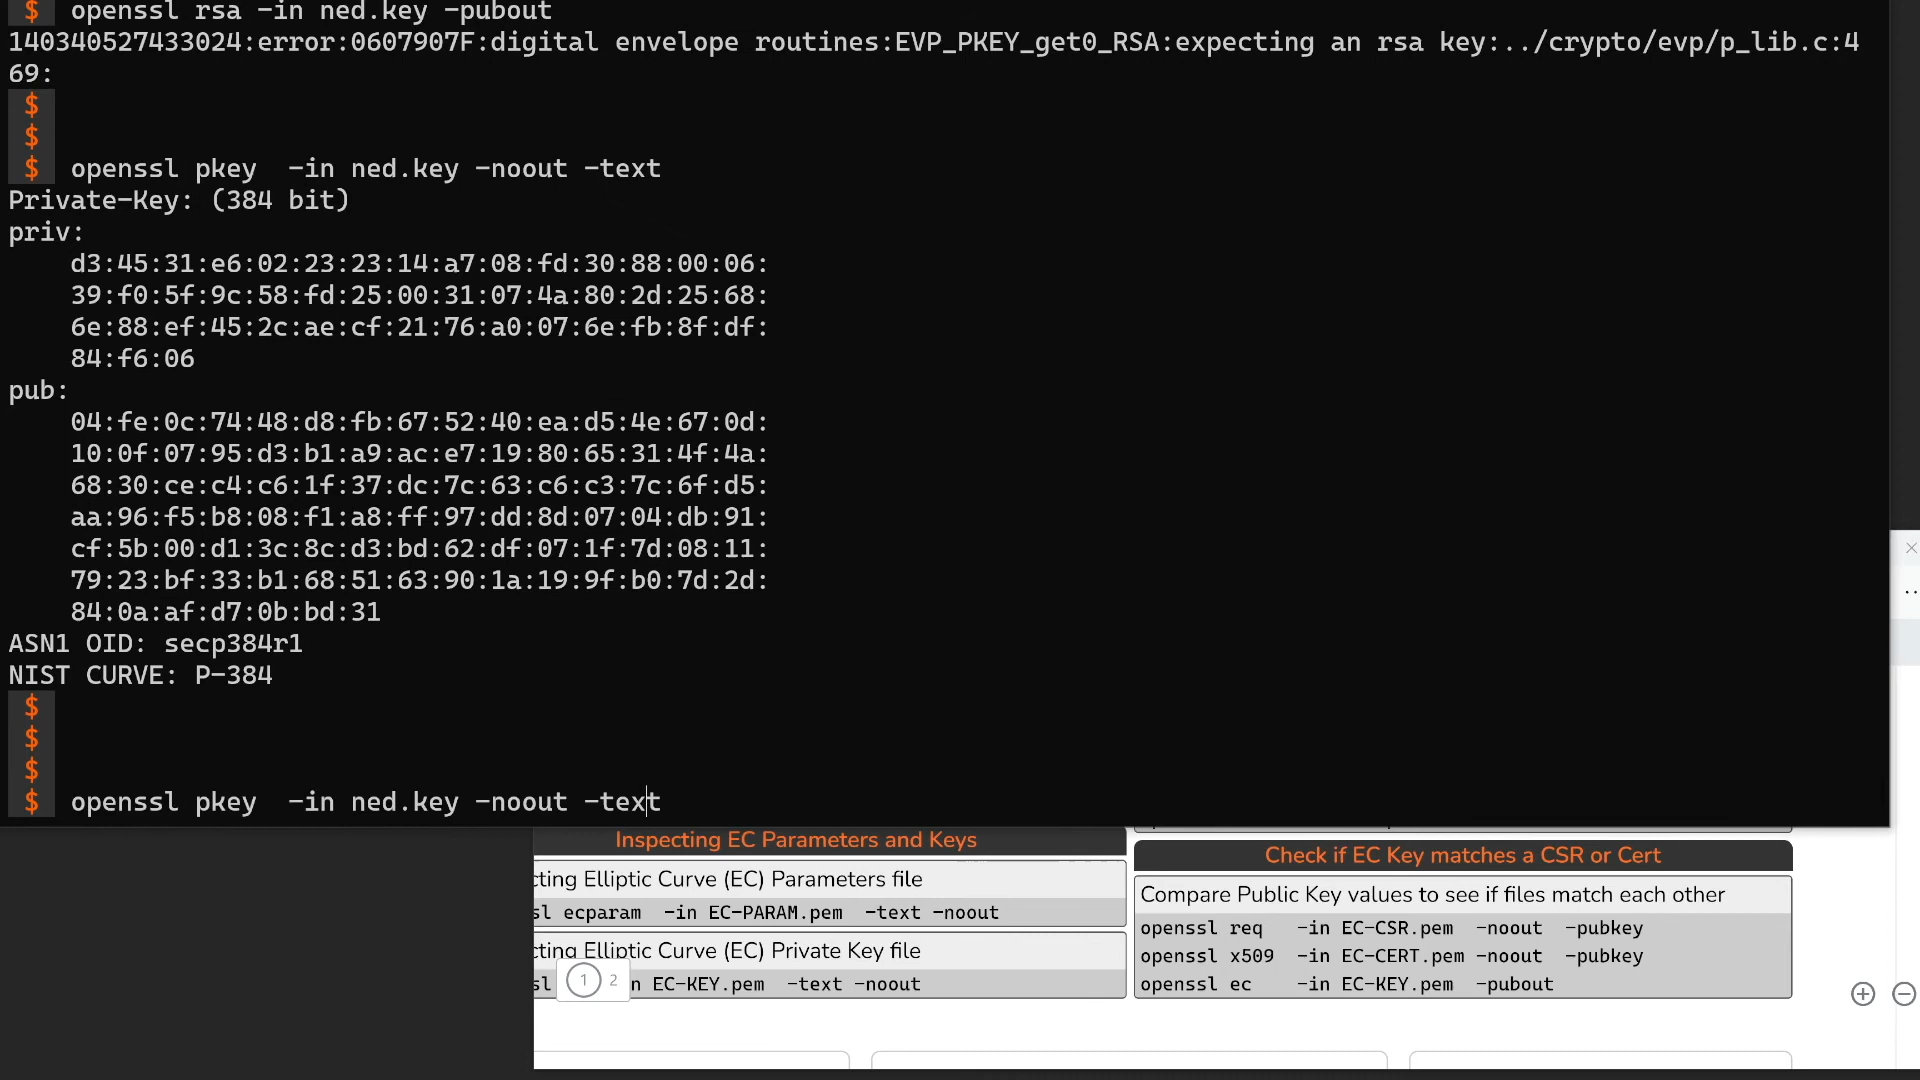 $ openssl rsa -in ned.key -pubout
140340527433024:error:0607907F:digital envelope routines:EVP_PKEY_get0_RSA:expecting an rsa key:../crypto/evp/p_lib.c:4
69:
$
$
$ openssl pkey  -in ned.key -noout -text
Private-Key: (384 bit)
priv:
    d3:45:31:e6:02:23:23:14:a7:08:fd:30:88:00:06:
    39:f0:5f:9c:58:fd:25:00:31:07:4a:80:2d:25:68:
    6e:88:ef:45:2c:ae:cf:21:76:a0:07:6e:fb:8f:df:
    84:f6:06
pub:
    04:fe:0c:74:48:d8:fb:67:52:40:ea:d5:4e:67:0d:
    10:0f:07:95:d3:b1:a9:ac:e7:19:80:65:31:4f:4a:
    68:30:ce:c4:c6:1f:37:dc:7c:63:c6:c3:7c:6f:d5:
    aa:96:f5:b8:08:f1:a8:ff:97:dd:8d:07:04:db:91:
    cf:5b:00:d1:3c:8c:d3:bd:62:df:07:1f:7d:08:11:
    79:23:bf:33:b1:68:51:63:90:1a:19:9f:b0:7d:2d:
    84:0a:af:d7:0b:bd:31
ASN1 OID: secp384r1
NIST CURVE: P-384
$
$
$
$ openssl pkey  -in ned.key -noout -text
Inspecting EC Parameters and Keys
cting Elliptic Curve (EC) Parameters file
sl ecparam  -in EC-PARAM.pem  -text -noout
cting Elliptic Curve (EC) Private Key file
sl n EC-KEY.pem  -text -noout
1 2
Check if EC Key matches a CSR or Cert
Compare Public Key values to see if files match each other
openssl req   -in EC-CSR.pem  -noout  -pubkey
openssl x509  -in EC-CERT.pem -noout  -pubkey
openssl ec    -in EC-KEY.pem  -pubout